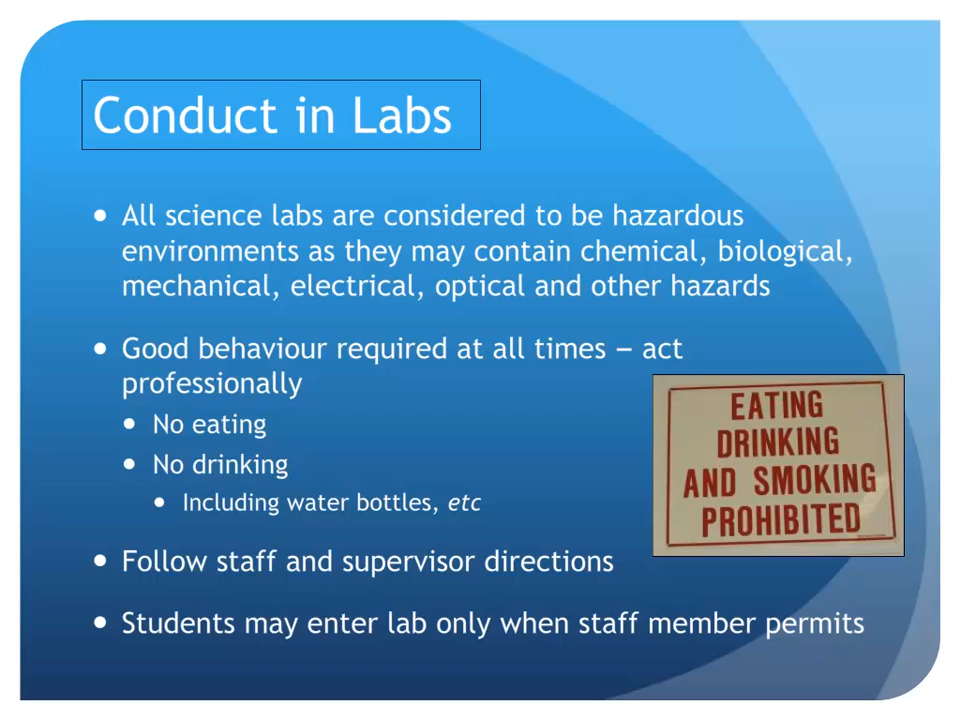 Conduct in Labs
• All science labs are considered to be hazardous
environments as they may contain chemical, biological,
mechanical, electrical, optical and other hazards
• Good behaviour required at all times – act
professionally
• No eating
• No drinking
• Including water bottles, etc
EATING
DRINKING
AND SMOKING
PROHIBITED
• Follow staff and supervisor directions
• Students may enter lab only when staff member permits